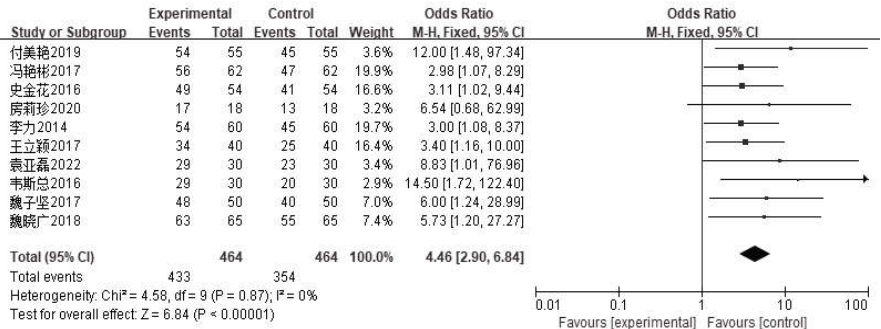 Experimental Control Odds Ratio Odds Ratio
Study or Subgroup Events Total Events Total Weight M-H, Fixed, 95% CI M-H, Fixed, 95% CI
付美艳2019 54 55 45 55 3.6% 12.00 [1.48, 97.34]
冯艳彬2017 56 62 47 62 19.9% 2.98 [1.07, 8.29]
史金花2016 49 54 41 54 15.6% 3.11 [1.02, 9.44]
房莉珍2020 17 18 13 18 3.2% 6.54 [0.68, 62.99]
李力2014 54 60 45 60 19.7% 3.00 [1.08, 8.37]
王立颖2017 34 40 25 40 16.6% 3.40 [1.16, 10.00]
袁亚磊2022 29 30 23 30 3.4% 8.83 [1.01, 76.96]
韦斯总2016 29 30 20 30 2.9% 14.50 [1.72, 122.40]
魏子坚2017 48 50 40 50 7.7% 6.00 [1.24, 28.99]
魏晓广2018 63 65 55 65 7.4% 5.73 [1.20, 27.27]
Total (95% CI) 464 464 100.0% 4.46 [2.90, 6.84]
Total events 433 354
Heterogeneity: Chi² = 4.58, df = 9 (P = 0.87); I² = 0%
Test for overall effect: Z = 6.84 (P < 0.00001)
0.01 0.1 1 10 100
Favours [experimental] Favours [control]